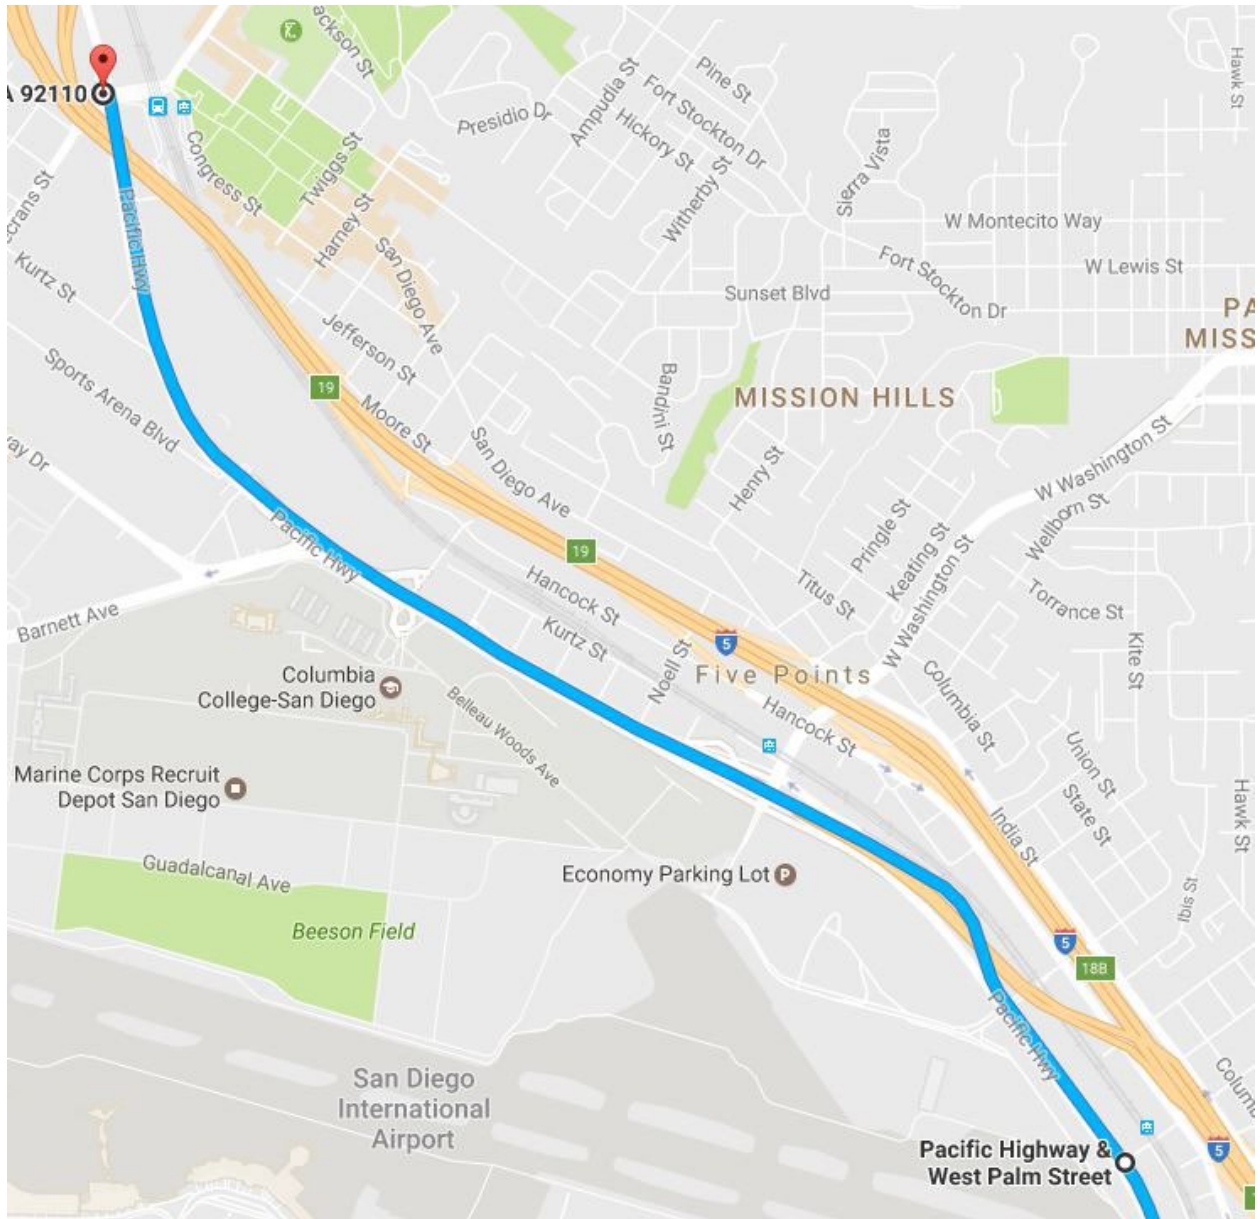 ackson St
Pine St
Hawk St
A 92110
Ampudia St
Fort Stockton Dr
Presidio Dr
Hickory St
Congress St
Twiggs St
Witherby St
Sierra Vista
crans St
Pacific Hwy
Harney St
W Montecito Way
San Diego Ave
Fort Stockton Dr
W Lewis St
Kurtz St
Sunset Blvd
PA
MISS
Jefferson St
19
Sports Arena Blvd
Moore St
Bandini St
MISSION HILLS
way Dr
San Diego Ave
Henry St
W Washington St
Pacific Hwy
19
Pringle St
Keating St
Wellborn St
Titus St
W Washington St
Hancock St
Torrance St
Barnett Ave
Kurtz St
5
Noell St
Five Points
Kite St
Columbia
College-San Diego
Belleau Woods Ave
Hancock St
Columbia St
Union St
Marine Corps Recruit
Depot San Diego
State St
India St
Hawk St
Guadalcanal Ave
Economy Parking Lot
P
Ibis St
Beeson Field
5
18B
Pacific Hwy
San Diego
International
Airport
Columb
Pacific Highway &
West Palm Street
5